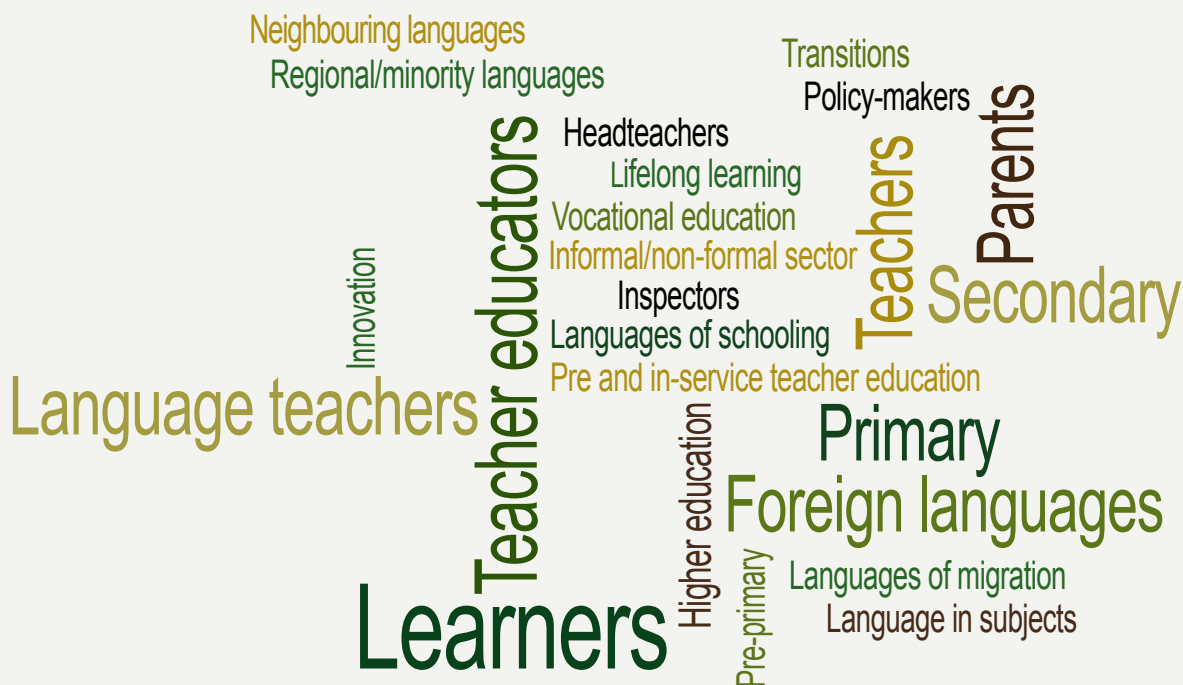 Neighbouring languages
Transitions
Regional/minority languages
Policy-makers
Parents
Headteachers
Teacher educators
Teachers
Lifelong learning
Vocational education
Informal/non-formal sector
Innovation
Secondary
Inspectors
Languages of schooling
Pre and in-service teacher education
Language teachers
Primary
Higher education
Foreign languages
Pre-primary
Languages of migration
Learners
Language in subjects